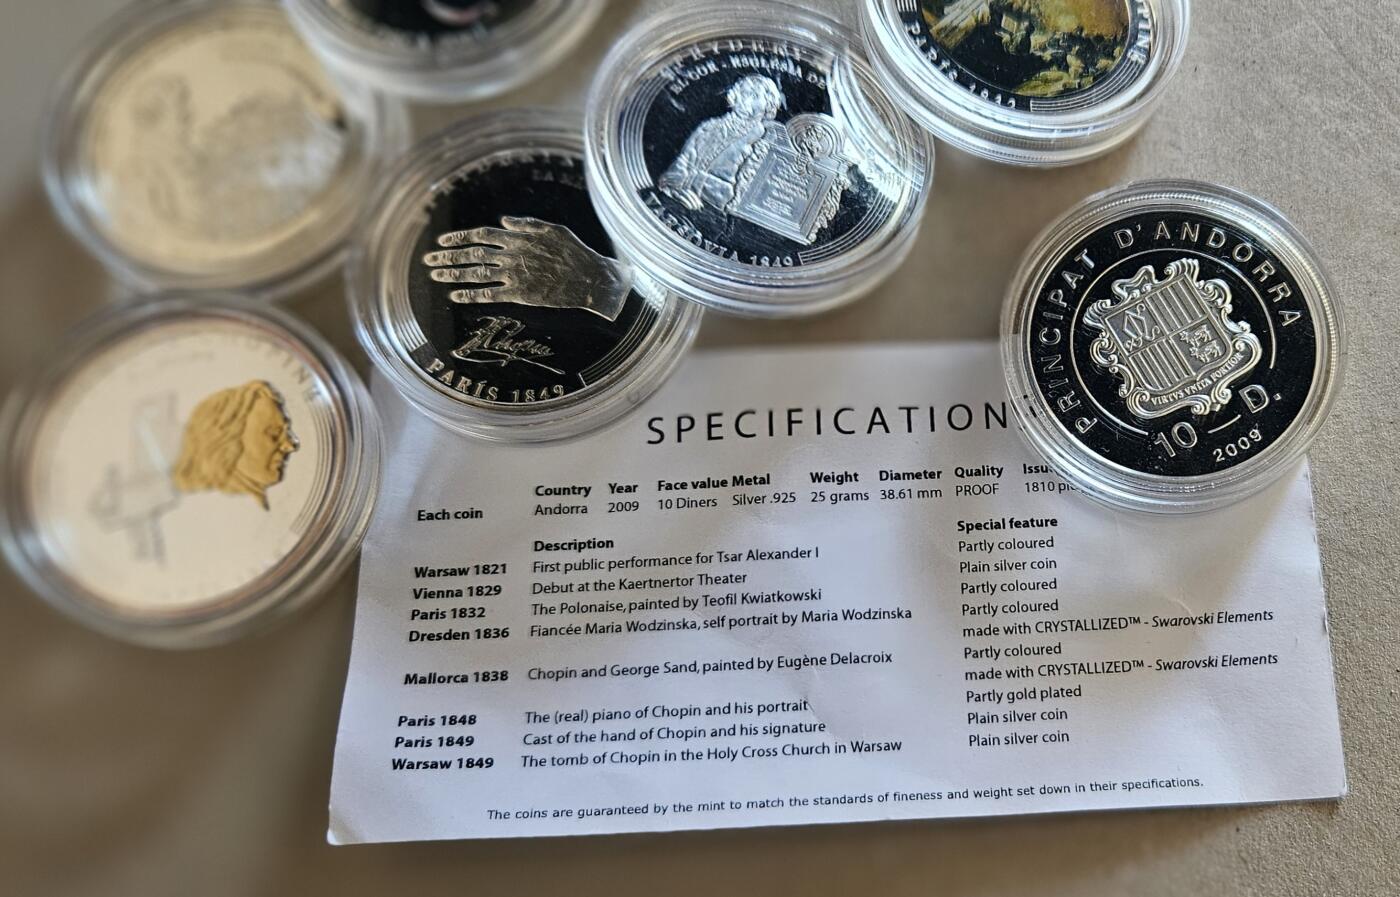 PARÍS 1849
Chopin
VARSOVIA 1849
PARÍS 1812
PRINCIPAT D'ANDORRA
VIRTVS VNITA FORTIOR
10 D.
2009
SPECIFICATION
Country Year Face value Metal Weight Diameter Quality
Each coin Andorra 2009 10 Diners Silver .925 25 grams 38.61 mm PROOF 1810
Description Special feature
Warsaw 1821 First public performance for Tsar Alexander I Partly coloured
Vienna 1829 Debut at the Kaertnertor Theater Plain silver coin
Paris 1832 The Polonaise, painted by Teofil Kwiatkowski Partly coloured
Dresden 1836 Fiancée Maria Wodzinska, self portrait by Maria Wodzinska Partly coloured
made with CRYSTALLIZED™ - Swarovski Elements
Mallorca 1838 Chopin and George Sand, painted by Eugène Delacroix Partly coloured
made with CRYSTALLIZED™ - Swarovski Elements
Paris 1848 The (real) piano of Chopin and his portrait Partly gold plated
Paris 1849 Cast of the hand of Chopin and his signature Plain silver coin
Warsaw 1849 The tomb of Chopin in the Holy Cross Church in Warsaw Plain silver coin
The coins are guaranteed by the mint to match the standards of fineness and weight set down in their specifications.